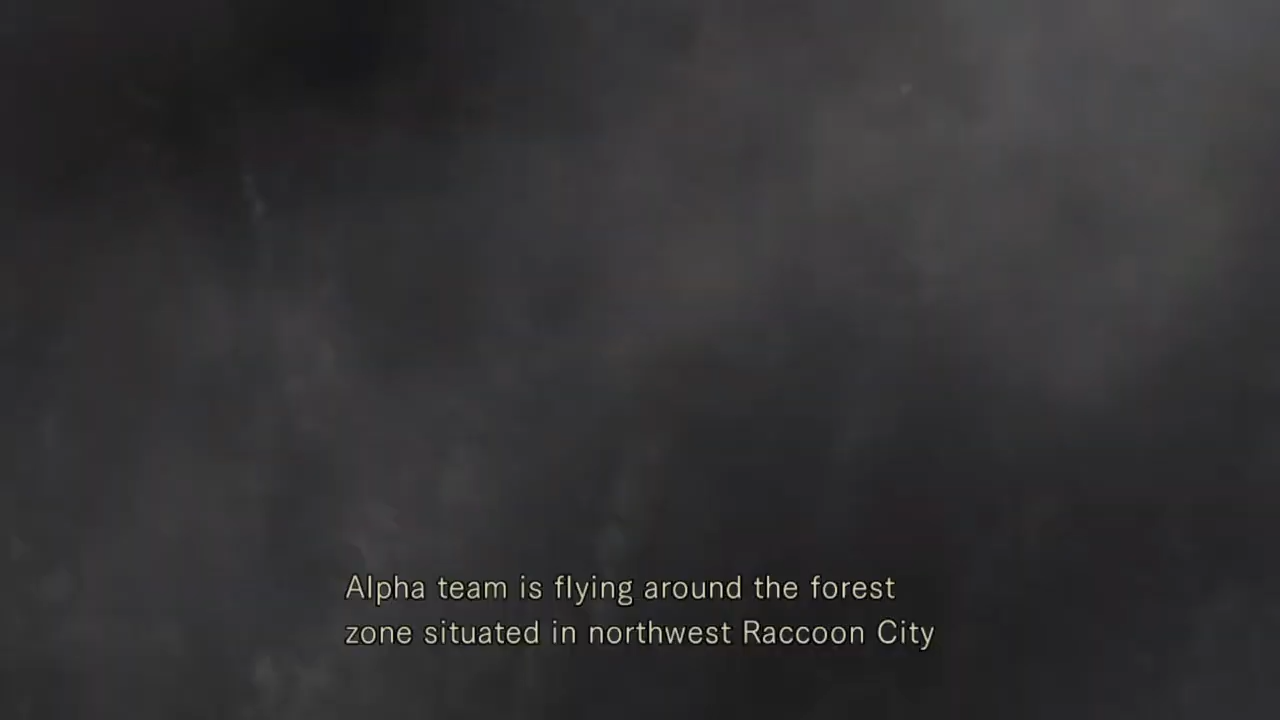 Alpha team is flying around the forest
zone situated in northwest Raccoon City